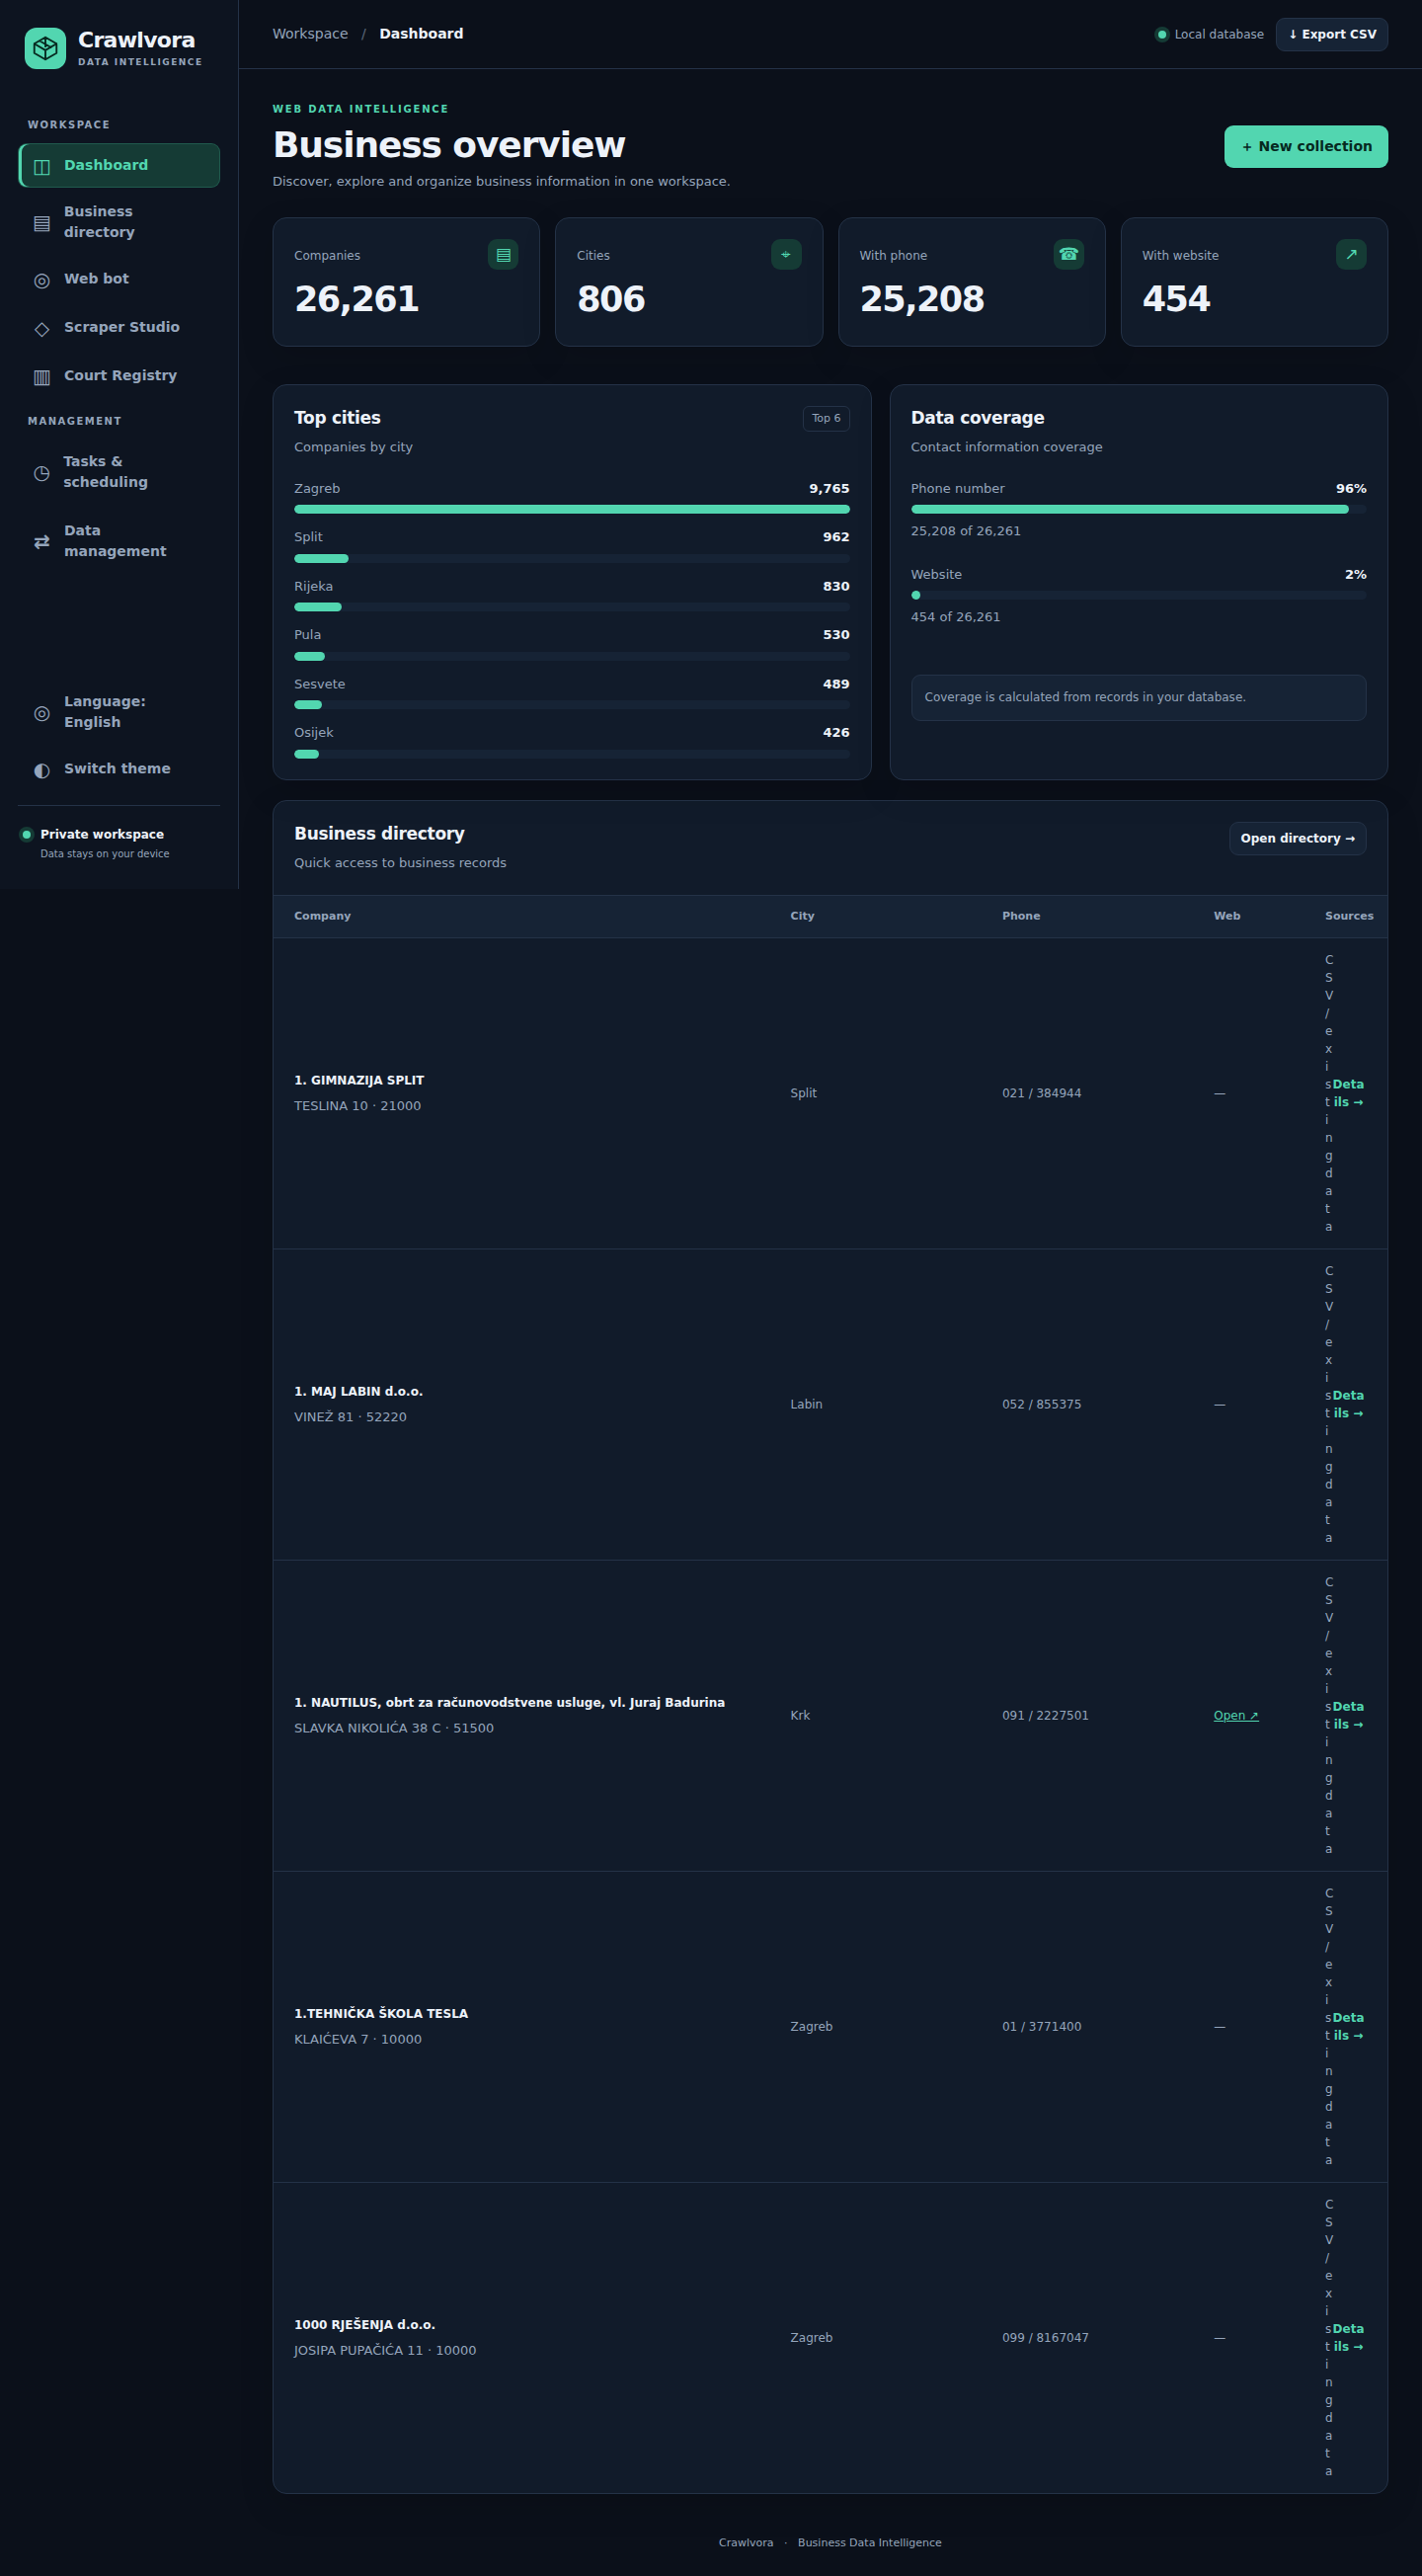 Crawlvora
DATA INTELLIGENCE
WORKSPACE
Dashboard
Business
directory
Web bot
Scraper Studio
Court Registry
MANAGEMENT
Tasks &
scheduling
Data
management
Language:
English
Switch theme
Private workspace
Data stays on your device
Workspace / Dashboard
Local database
↓ Export CSV
WEB DATA INTELLIGENCE
Business overview
Discover, explore and organize business information in one workspace.
+ New collection
Companies
26,261
Cities
806
With phone
25,208
With website
454
Top cities
Top 6
Companies by city
Zagreb 9,765
Split 962
Rijeka 830
Pula 530
Sesvete 489
Osijek 426
Data coverage
Contact information coverage
Phone number 96%
25,208 of 26,261
Website 2%
454 of 26,261
Coverage is calculated from records in your database.
Business directory
Quick access to business records
Open directory →
Company City Phone Web Sources
1. GIMNAZIJA SPLIT
TESLINA 10 · 21000
Split
021 / 384944
—
CSV / existing data
Details →
1. MAJ LABIN d.o.o.
VINEŽ 81 · 52220
Labin
052 / 855375
—
CSV / existing data
Details →
1. NAUTILUS, obrt za računovodstvene usluge, vl. Juraj Badurina
SLAVKA NIKOLIĆA 38 C · 51500
Krk
091 / 2227501
Open ↗
CSV / existing data
Details →
1.TEHNIČKA ŠKOLA TESLA
KLAIĆEVA 7 · 10000
Zagreb
01 / 3771400
—
CSV / existing data
Details →
1000 RJEŠENJA d.o.o.
JOSIPA PUPAČIĆA 11 · 10000
Zagreb
099 / 8167047
—
CSV / existing data
Details →
Crawlvora · Business Data Intelligence